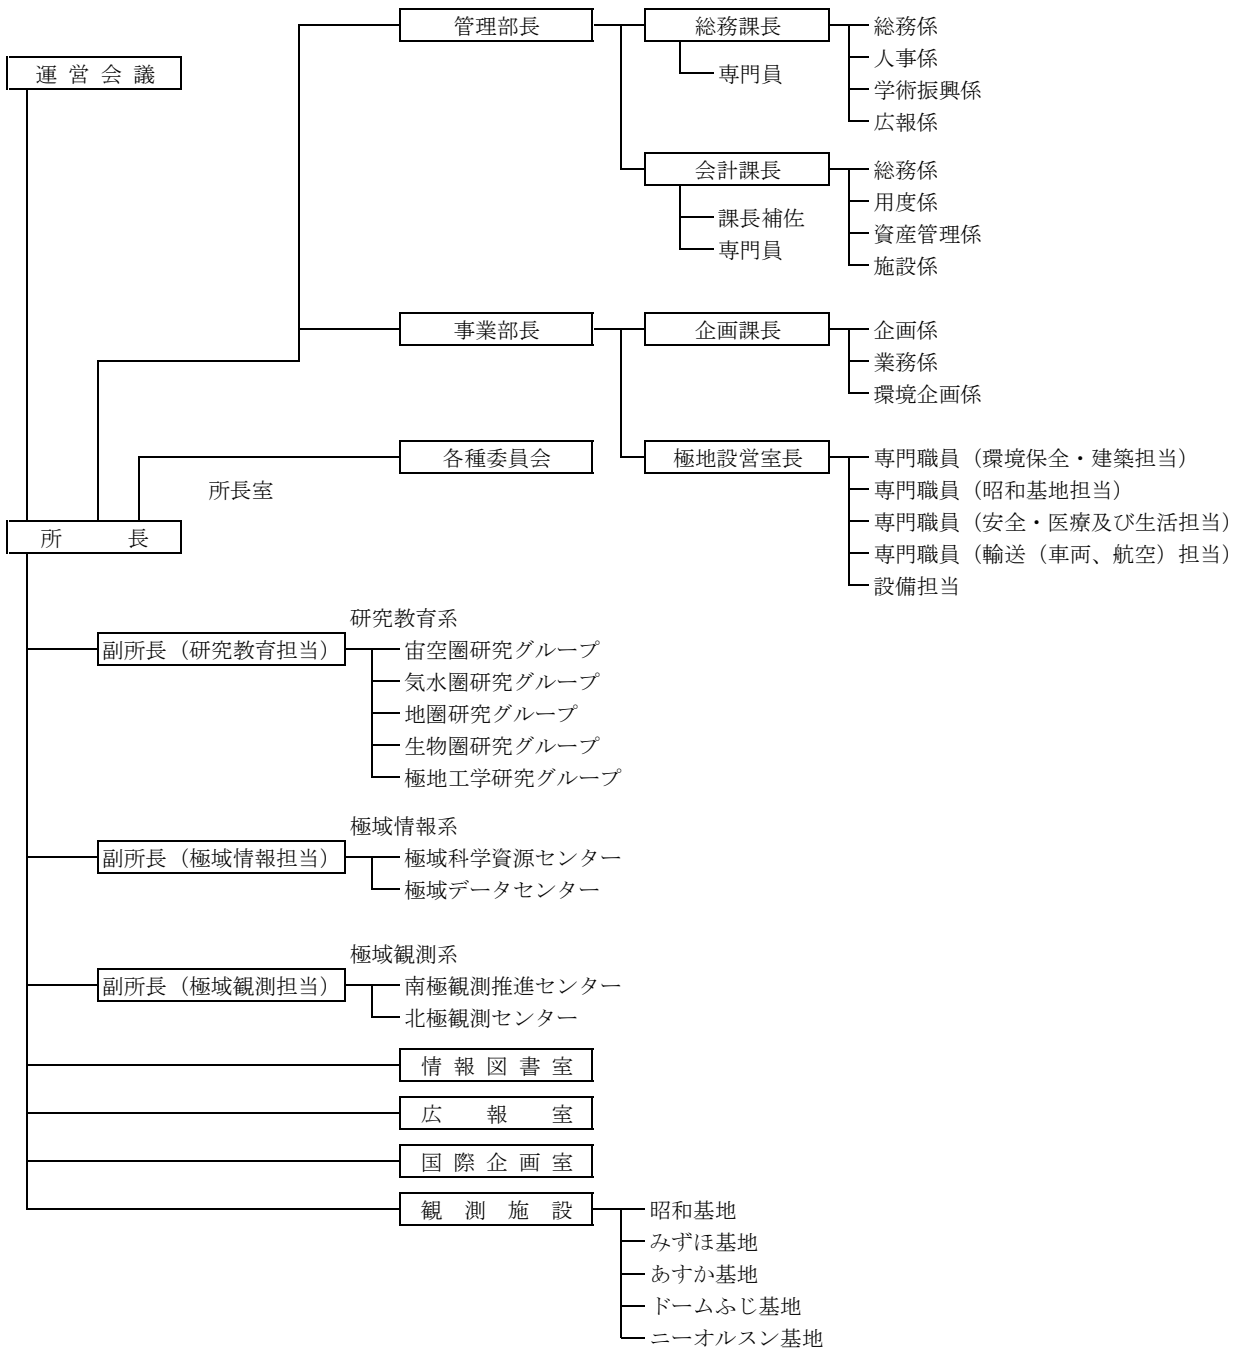 運営会議
所長
所長室
管理部長
総務課長
専門員
総務係
人事係
学術振興係
広報係
会計課長
課長補佐
専門員
総務係
用度係
資産管理係
施設係
事業部長
企画課長
企画係
業務係
環境企画係
極地設営室長
専門職員（環境保全・建築担当）
専門職員（昭和基地担当）
専門職員（安全・医療及び生活担当）
専門職員（輸送（車両、航空）担当）
設備担当
各種委員会
研究教育系
副所長（研究教育担当）
宙空圏研究グループ
気水圏研究グループ
地圏研究グループ
生物圏研究グループ
極地工学研究グループ
極域情報系
副所長（極域情報担当）
極域科学資源センター
極域データセンター
極域観測系
副所長（極域観測担当）
南極観測推進センター
北極観測センター
情報図書室
広報室
国際企画室
観測施設
昭和基地
みずほ基地
あすか基地
ドームふじ基地
ニーオルスン基地